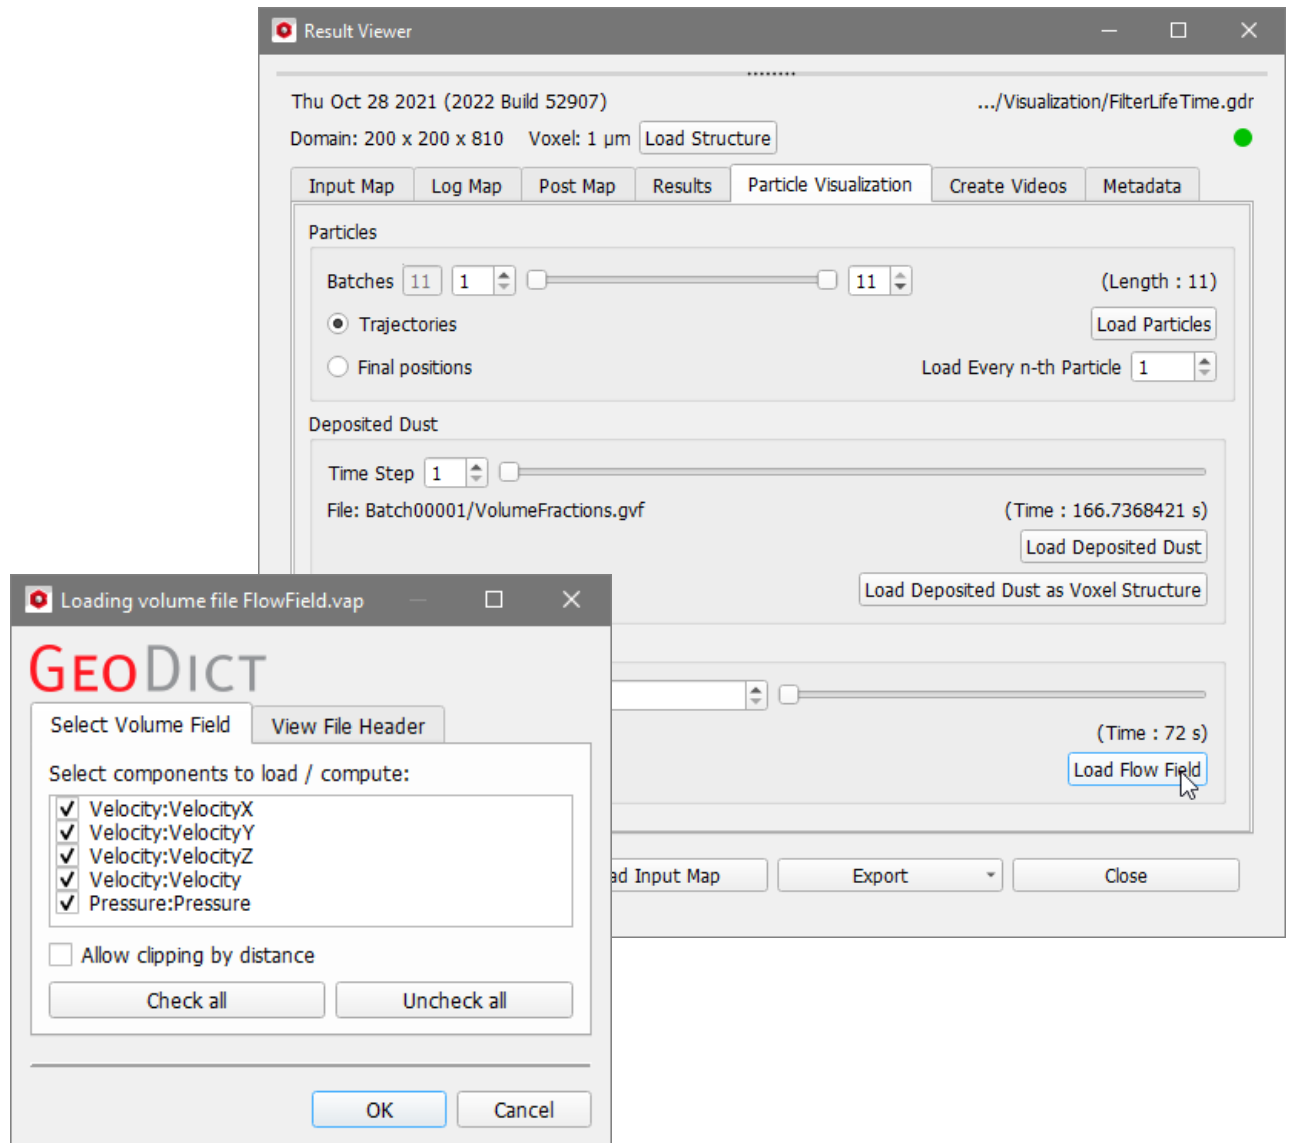 Result Viewer
Thu Oct 28 2021 (2022 Build 52907) .../Visualization/FilterLifeTime.gdr
Domain: 200 x 200 x 810 Voxel: 1 µm Load Structure
Input Map Log Map Post Map Results Particle Visualization Create Videos Metadata
Particles
Batches 11 1 11 (Length : 11)
Trajectories Load Particles
Final positions Load Every n-th Particle 1
Deposited Dust
Time Step 1
File: Batch00001/VolumeFractions.gvf (Time : 166.7368421 s)
Load Deposited Dust
Load Deposited Dust as Voxel Structure
(Time : 72 s)
Load Flow Field
Input Map Export Close
Loading volume file FlowField.vap
GEODICT
Select Volume Field View File Header
Select components to load / compute:
Velocity:VelocityX
Velocity:VelocityY
Velocity:VelocityZ
Velocity:Velocity
Pressure:Pressure
Allow clipping by distance
Check all Uncheck all
OK Cancel